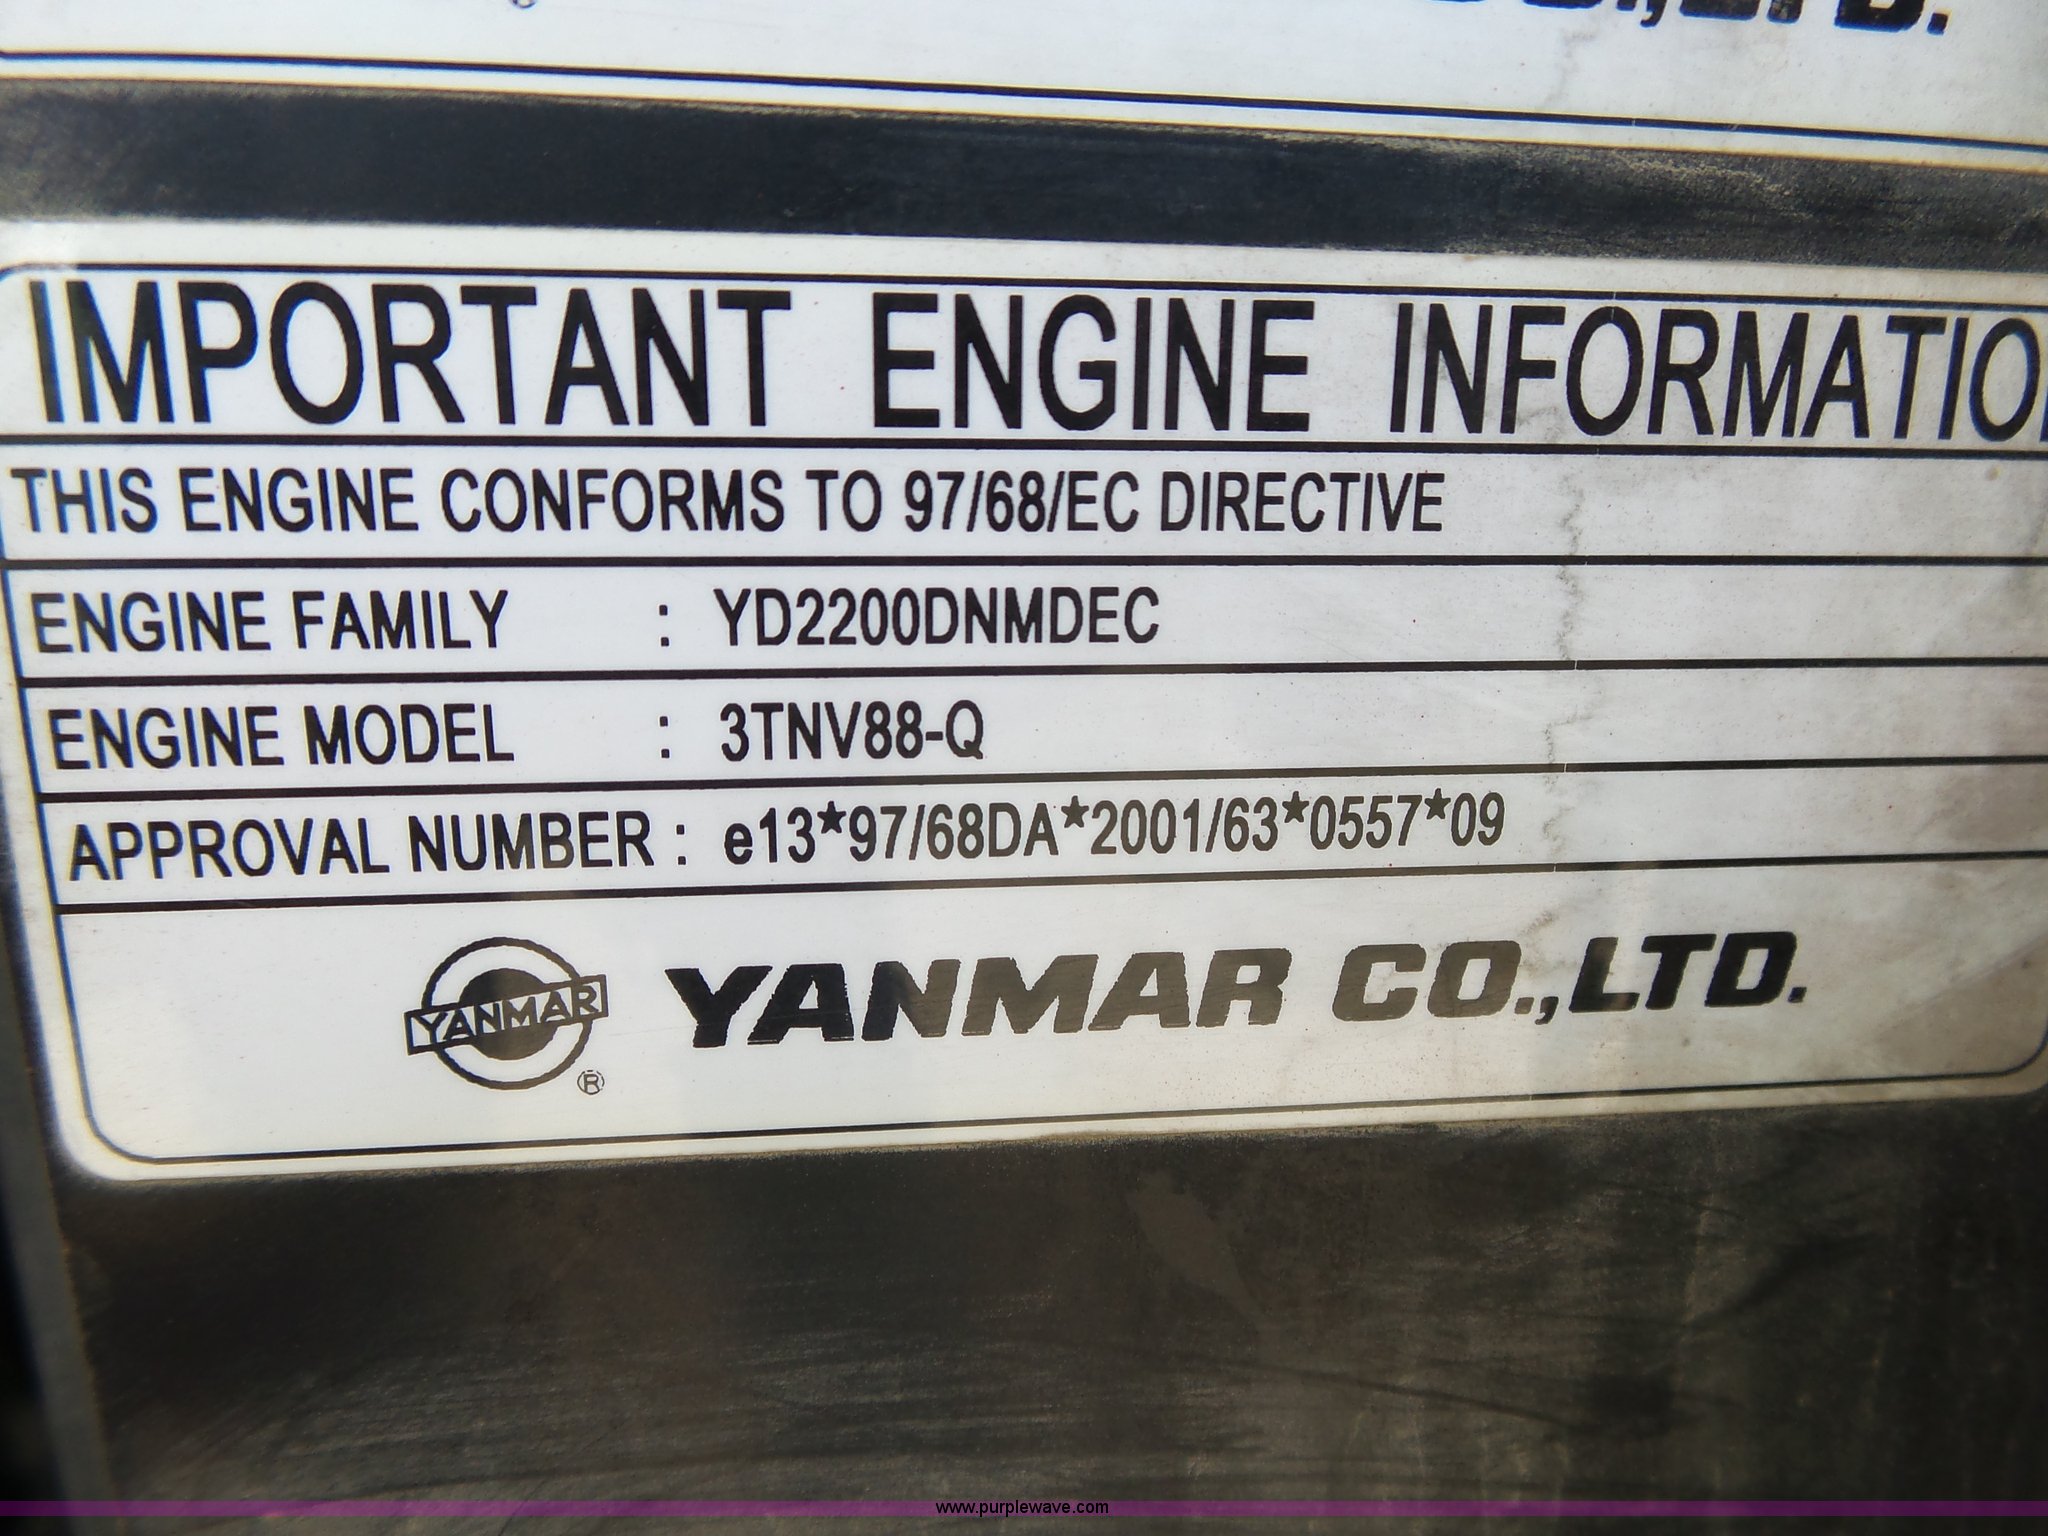 IMPORTANT ENGINE INFORMATIO
THIS ENGINE CONFORMS TO 97/68/EC DIRECTIVE
ENGINE FAMILY : YD2200DNMDEC
ENGINE MODEL : 3TNV88-Q
APPROVAL NUMBER : e13*97/68DA*2001/63*0557*09
YANMAR ® YANMAR CO.,LTD.
www.purplewave.com